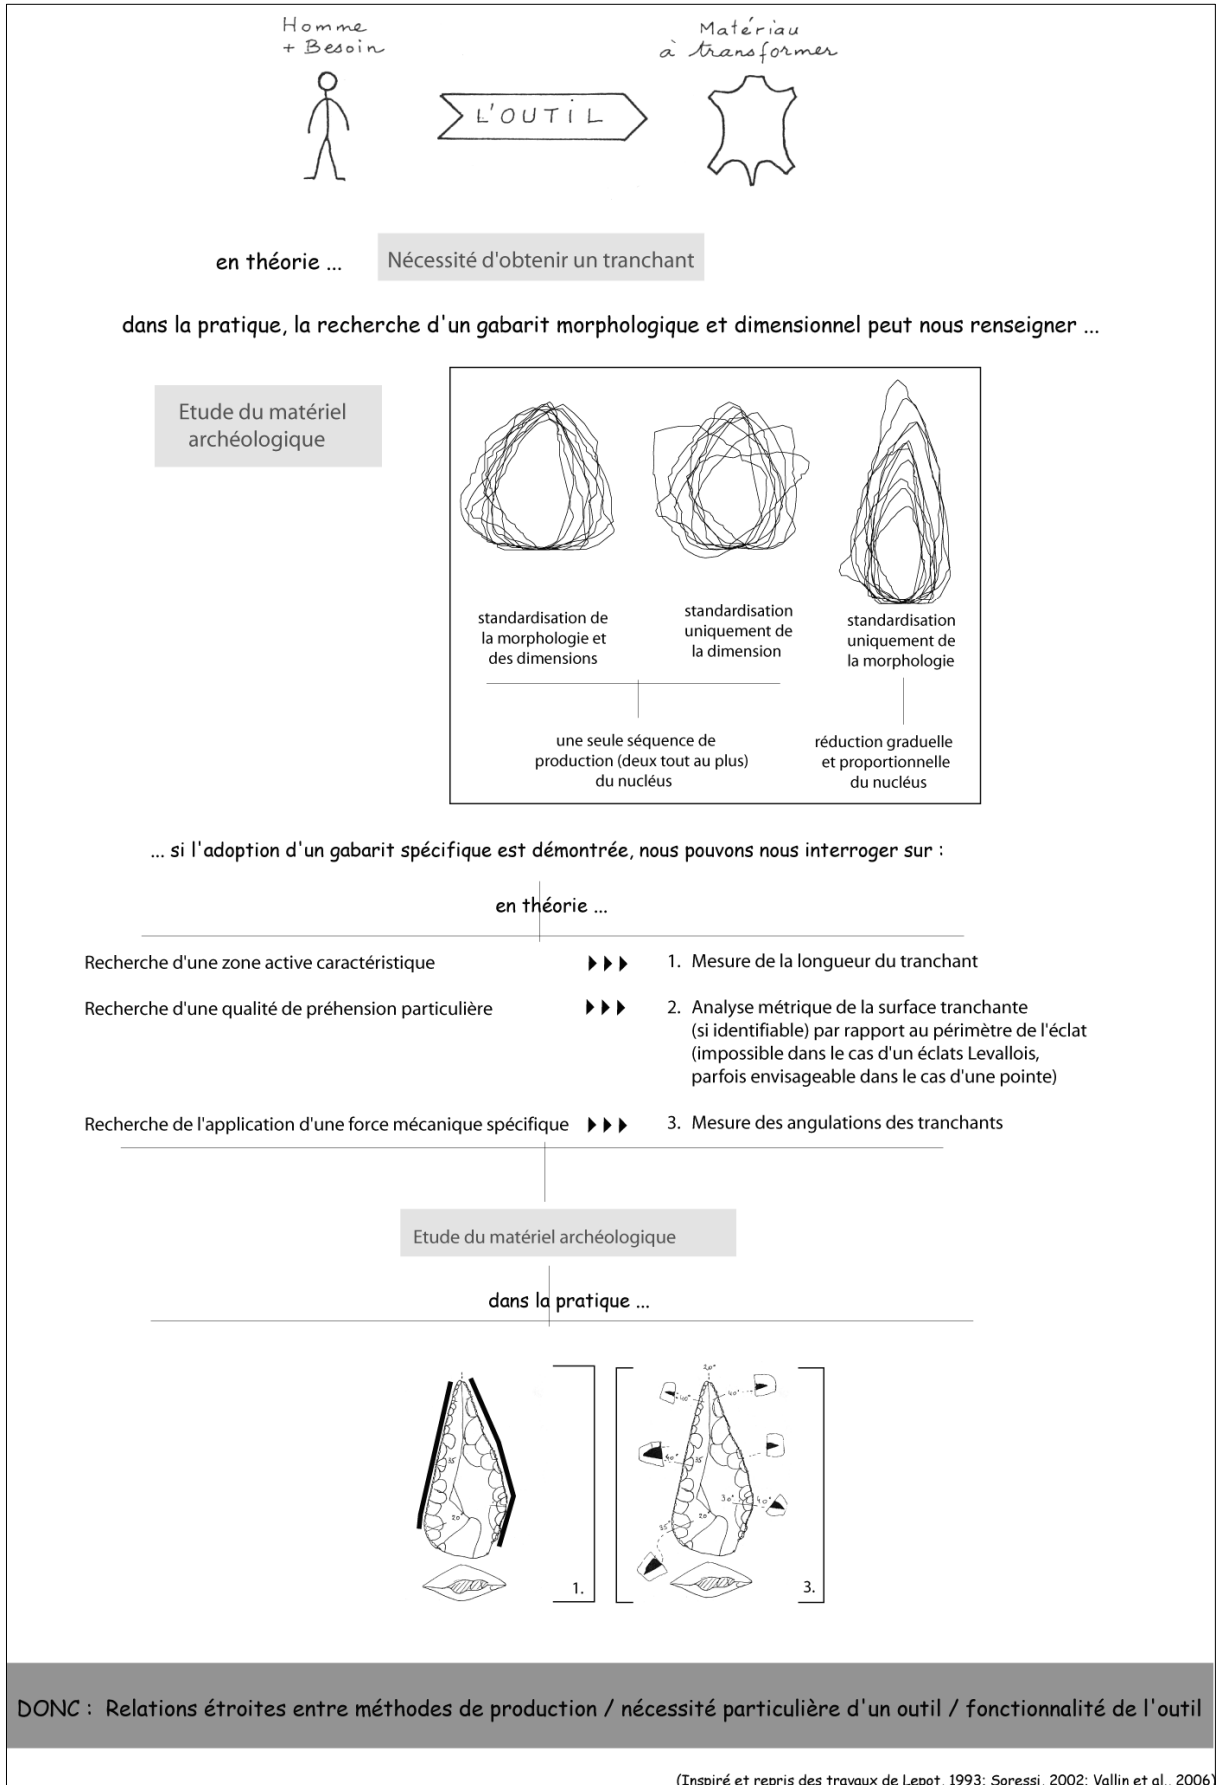 Homme
+ Besoin
Matériau
à transformer
L'OUTIL
en théorie ...
Nécessité d'obtenir un tranchant
dans la pratique, la recherche d'un gabarit morphologique et dimensionnel peut nous renseigner ...
Etude du matériel
archéologique
standardisation de
la morphologie et
des dimensions
standardisation
uniquement de
la dimension
standardisation
uniquement de
la morphologie
une seule séquence de
production (deux tout au plus)
du nucléus
réduction graduelle
et proportionnelle
du nucléus
... si l'adoption d'un gabarit spécifique est démontrée, nous pouvons nous interroger sur :
en théorie ...
Recherche d'une zone active caractéristique
1. Mesure de la longueur du tranchant
Recherche d'une qualité de préhension particulière
2. Analyse métrique de la surface tranchante
(si identifiable) par rapport au périmètre de l'éclat
(impossible dans le cas d'un éclats Levallois,
parfois envisageable dans le cas d'une pointe)
Recherche de l'application d'une force mécanique spécifique
3. Mesure des angulations des tranchants
Etude du matériel archéologique
dans la pratique ...
35
20°
1.
40°
40°
35
30°
40°
20°
35°
3.
DONC : Relations étroites entre méthodes de production / nécessité particulière d'un outil / fonctionnalité de l'outil
(Inspiré et repris des travaux de Lepot, 1993; Soressi, 2002; Vallin et al., 2006)